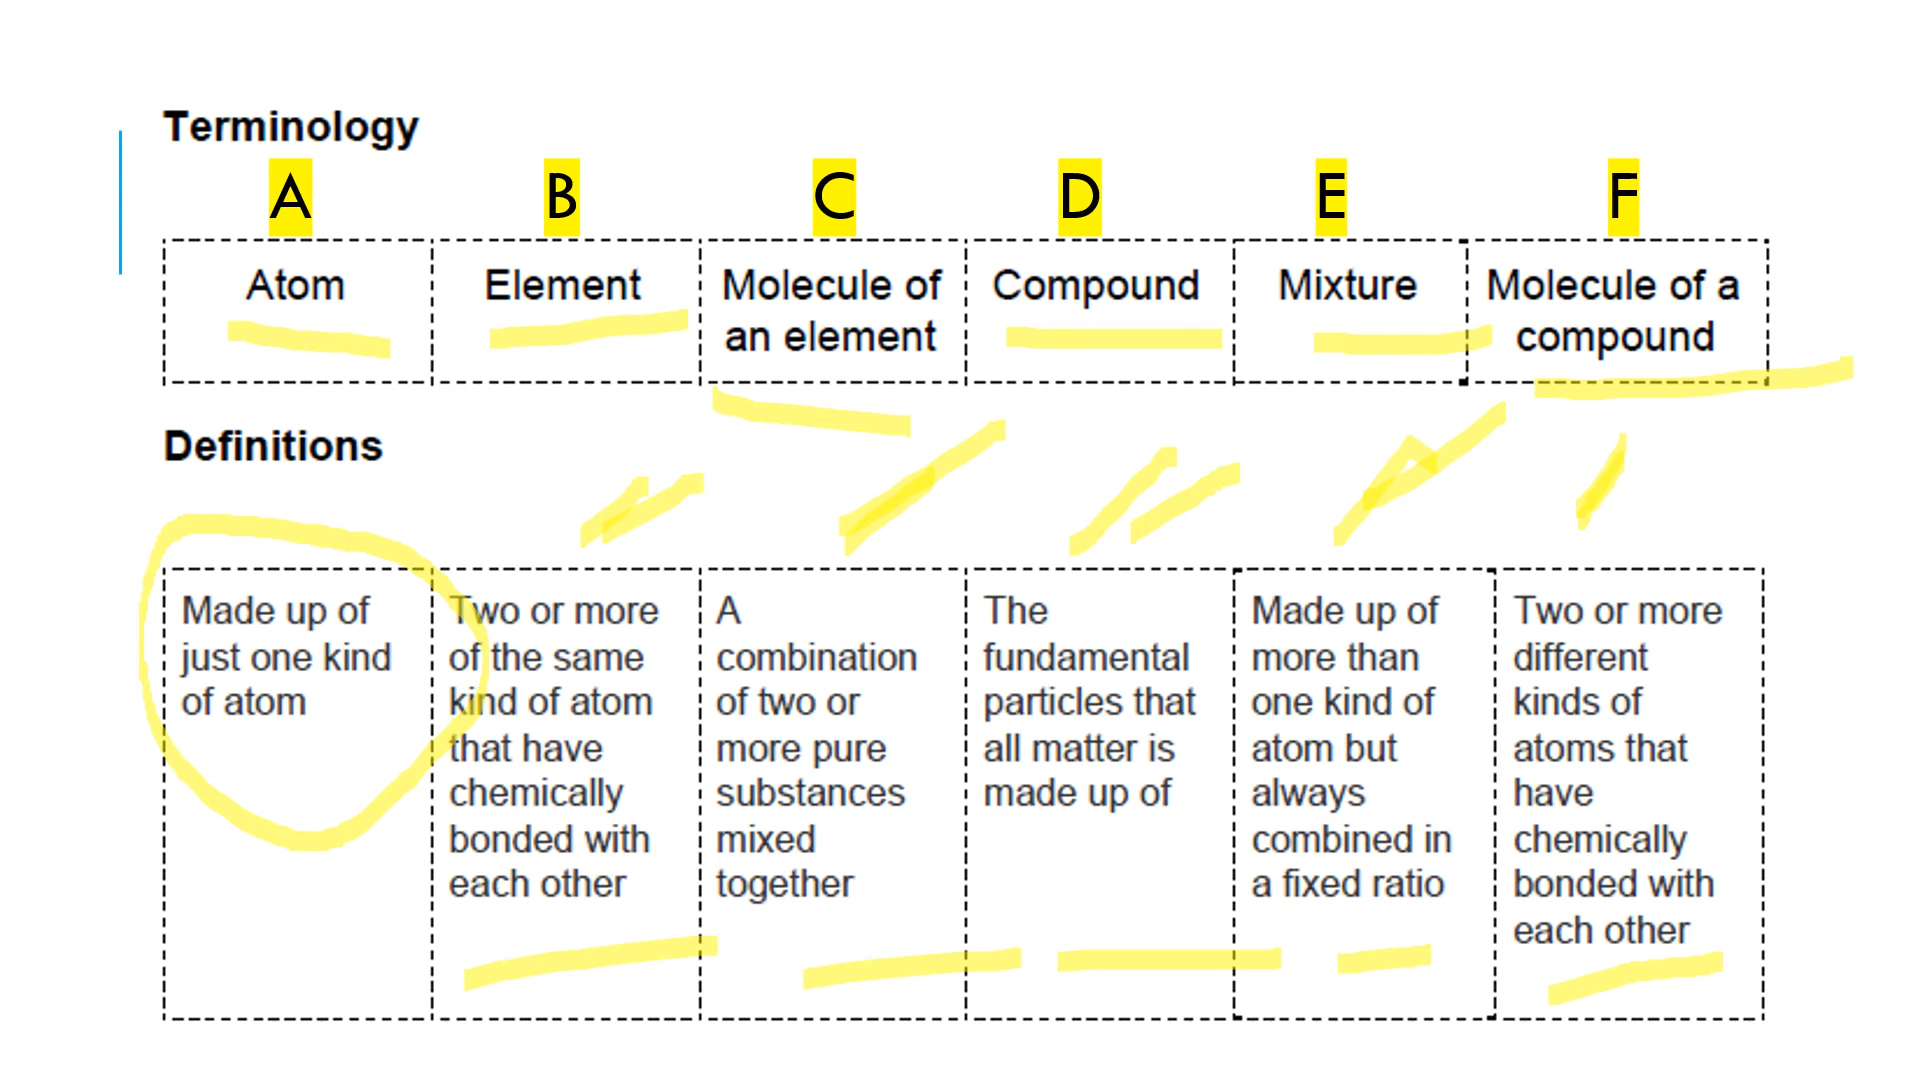 Terminology
A B C D E F
Atom
Element
Molecule of
an element
Compound
Mixture
Molecule of a
compound
Definitions
Made up of
just one kind
of atom
Two or more
of the same
kind of atom
that have
chemically
bonded with
each other
A
combination
of two or
more pure
substances
mixed
together
The
fundamental
particles that
all matter is
made up of
Made up of
more than
one kind of
atom but
always
combined in
a fixed ratio
Two or more
different
kinds of
atoms that
have
chemically
bonded with
each other